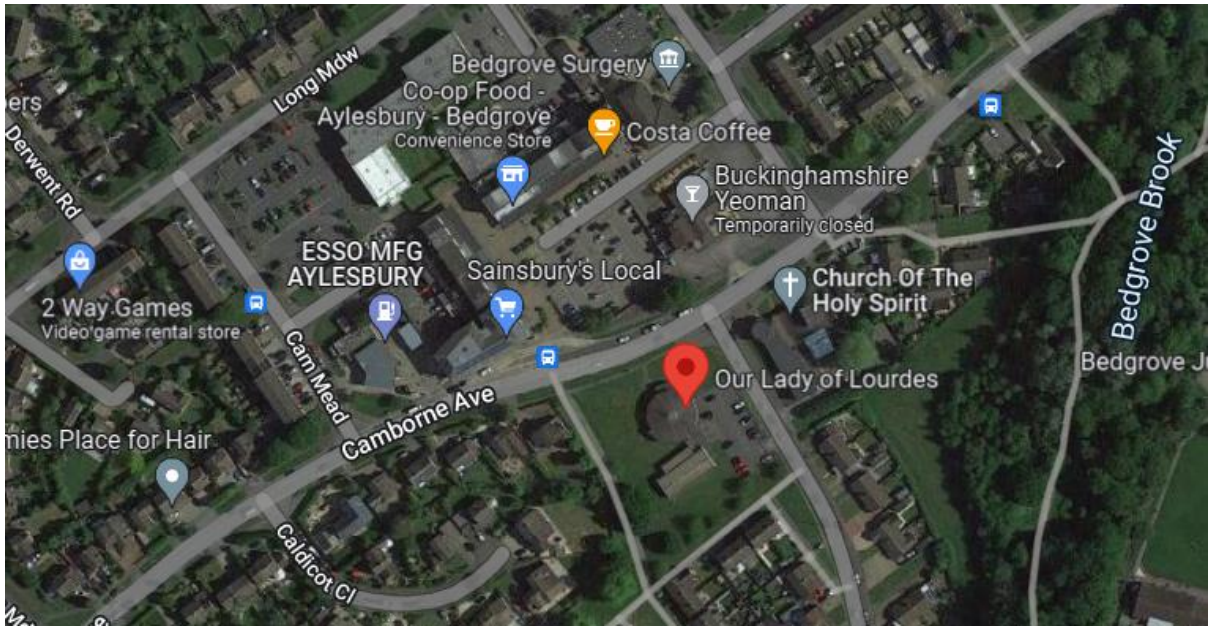 Long Mdw
Bedgrove Surgery
Co-op Food -
Aylesbury - Bedgrove
Convenience Store
Costa Coffee
pers
Derwent Rd
Buckinghamshire
Yeoman
Temporarily closed
Bedgrove Brook
ESSO MFG
AYLESBURY
Sainsbury's Local
Church Of The
Holy Spirit
2 Way Games
Video game rental store
Cam Mead
Bedgrove Ju
Our Lady of Lourdes
Camborne Ave
mies Place for Hair
Caldicot Cl